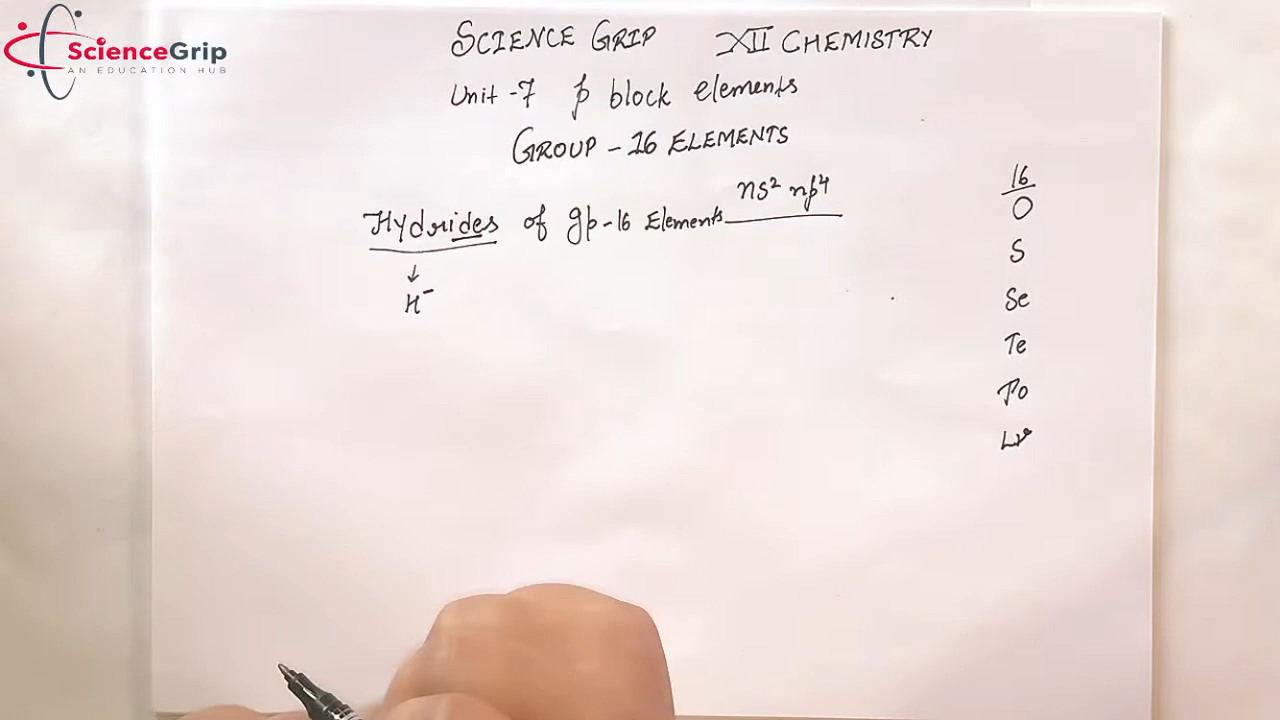 ScienceGrip
AN EDUCATION HUB
SCIENCE GRIP XII CHEMISTRY
Unit -7 p block elements
GROUP - 16 ELEMENTS
Hydrides of gp-16 Elements ns² np⁴
↓
H⁻
16
O
S
Se
Te
Po
Lv